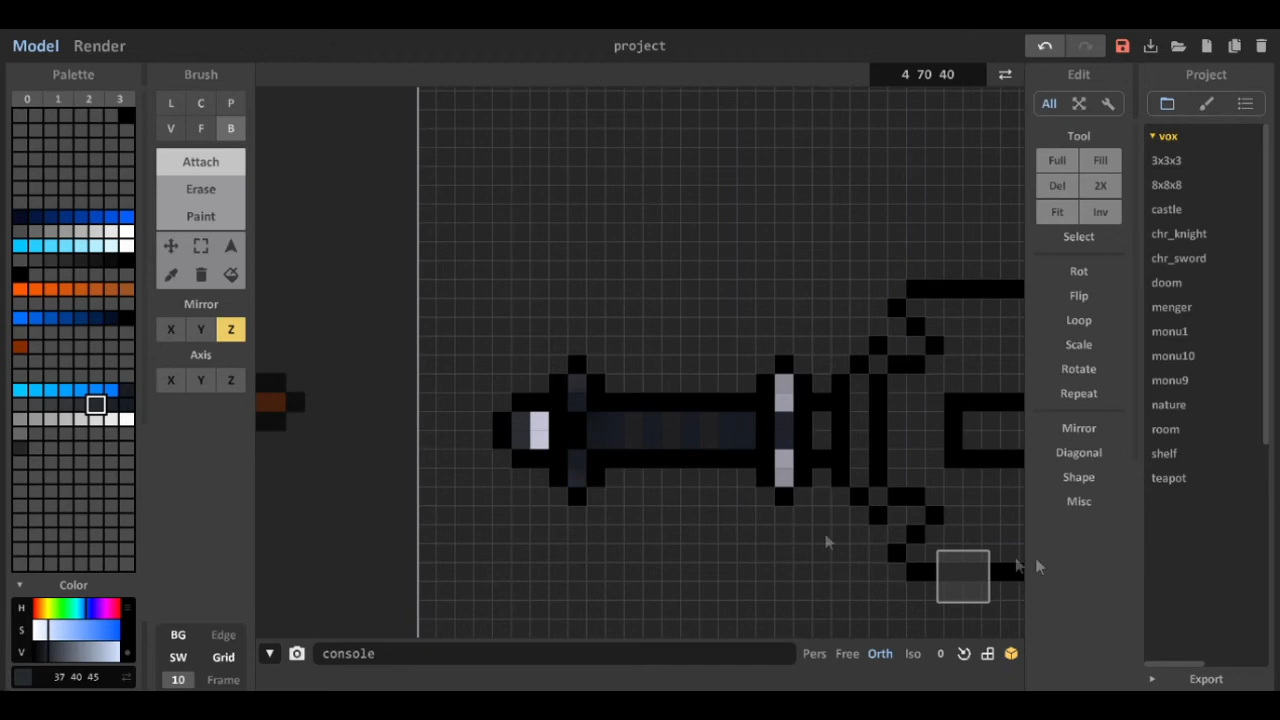 Model Render
project
Palette
0 1 2 3
Color
H
S
V
37 40 45
Brush
L C P
V F B
Attach
Erase
Paint
Mirror
X Y Z
Axis
X Y Z
BG Edge
SW Grid
10 Frame
4 70 40
console
Pers Free Orth Iso 0
Edit
All
Tool
Full Fill
Del 2X
Fit Inv
Select
Rot
Flip
Loop
Scale
Rotate
Repeat
Mirror
Diagonal
Shape
Misc
Project
vox
3x3x3
8x8x8
castle
chr_knight
chr_sword
doom
menger
monu1
monu10
monu9
nature
room
shelf
teapot
Export